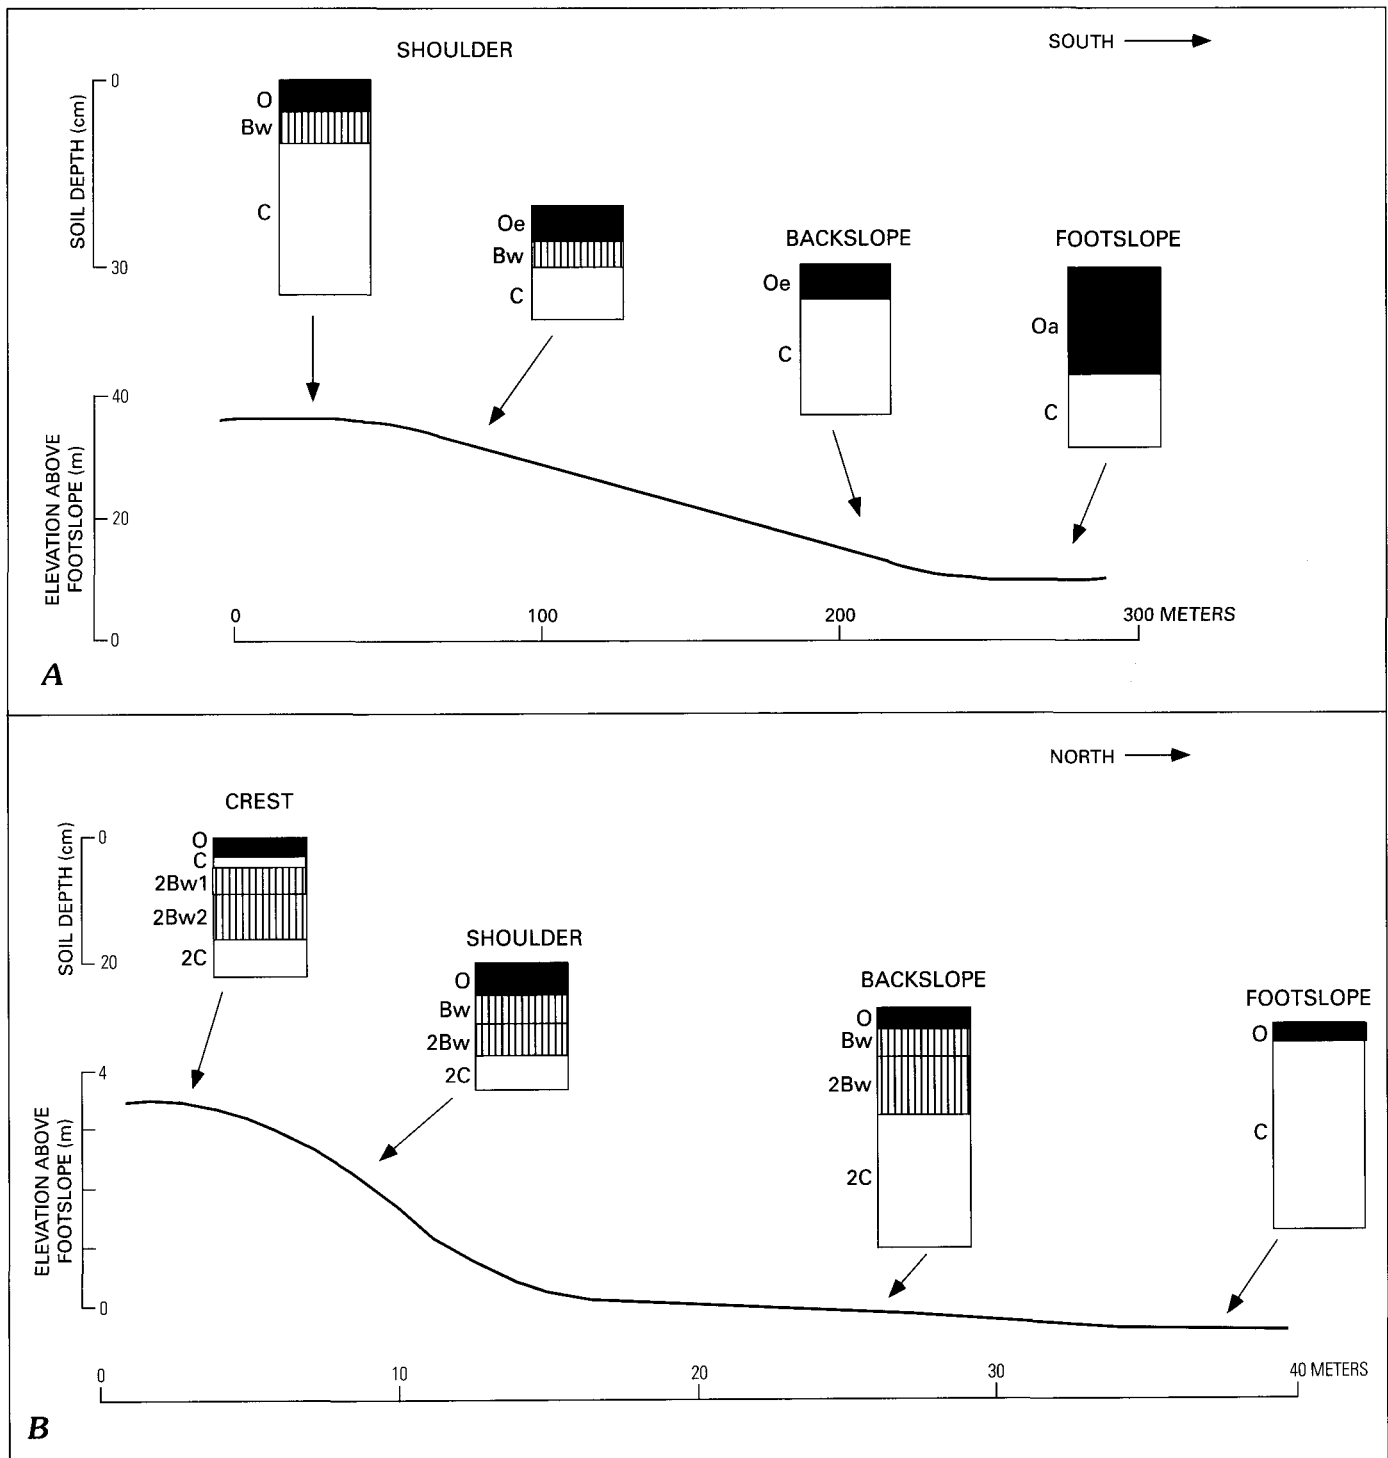 SHOULDER
SOUTH
0
SOIL DEPTH (cm)
30
O
Bw
C
Oe
Bw
C
BACKSLOPE
Oe
C
FOOTSLOPE
Oa
C
40
ELEVATION ABOVE
FOOTSLOPE (m)
20
0
0
100
200
300 METERS
A
NORTH
CREST
0
SOIL DEPTH (cm)
20
O
C
2Bw1
2Bw2
2C
SHOULDER
O
Bw
2Bw
2C
BACKSLOPE
O
Bw
2Bw
2C
FOOTSLOPE
O
C
4
ELEVATION ABOVE
FOOTSLOPE (m)
0
0
10
20
30
40 METERS
B